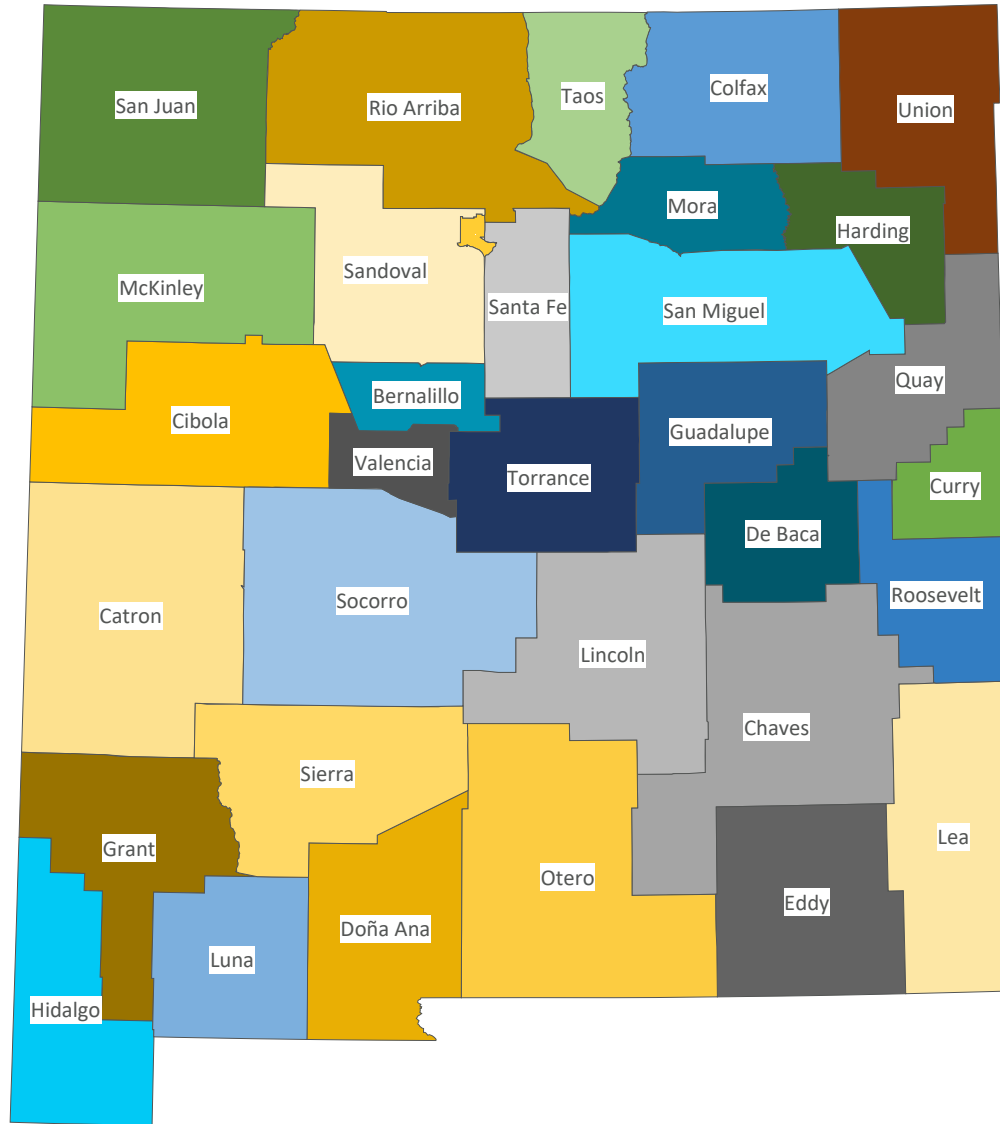 San Juan
Rio Arriba
Taos
Colfax
Union
Mora
Harding
McKinley
Sandoval
Santa Fe
San Miguel
Quay
Bernalillo
Cibola
Valencia
Guadalupe
Torrance
Curry
De Baca
Roosevelt
Catron
Socorro
Lincoln
Chaves
Sierra
Lea
Grant
Otero
Eddy
Doña Ana
Luna
Hidalgo